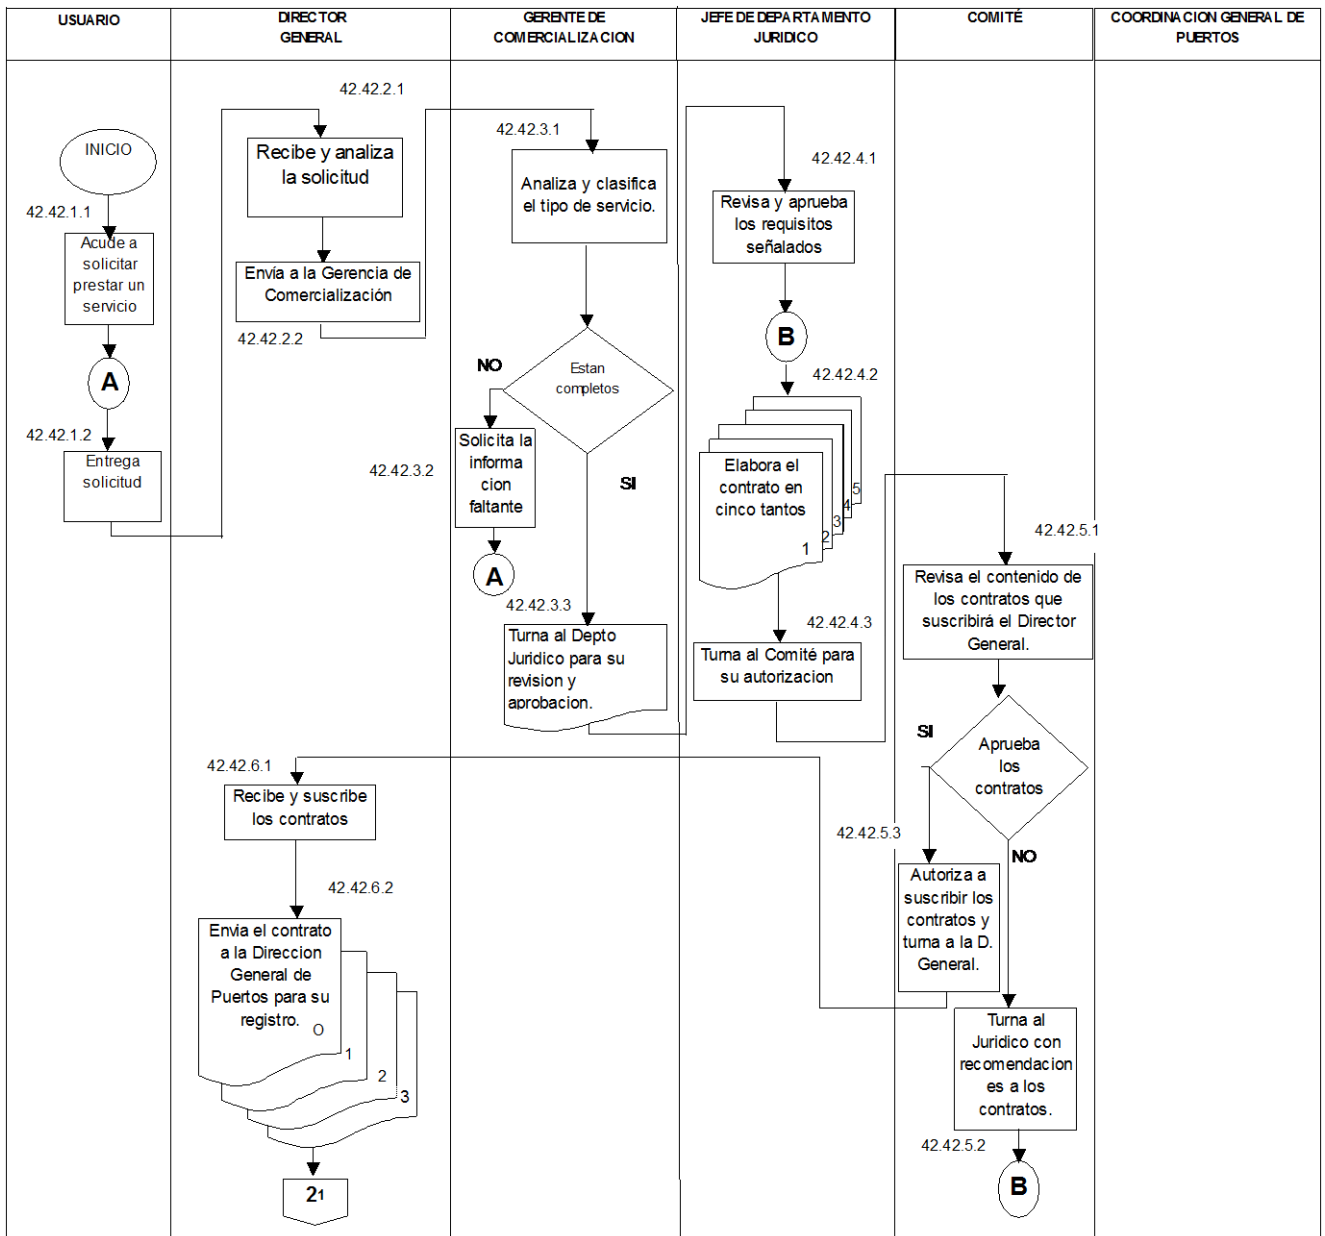 USUARIO
DIRECTOR
GENERAL
GERENTE DE
COMERCIALIZACION
JEFE DE DEPARTAMENTO
JURIDICO
COMITÉ
COORDINACION GENERAL DE
PUERTOS
INICIO
42.42.1.1
Acude a
solicitar
prestar un
servicio
A
42.42.1.2
Entrega
solicitud
42.42.2.1
Recibe y analiza
la solicitud
Envía a la Gerencia de
Comercialización
42.42.2.2
42.42.3.1
Analiza y clasifica
el tipo de servicio.
Estan
completos
NO
SI
42.42.3.2
Solicita la
informa
cion
faltante
A
42.42.3.3
Turna al Depto
Juridico para su
revision y
aprobacion.
42.42.4.1
Revisa y aprueba
los requisitos
señalados
B
42.42.4.2
Elabora el
contrato en
cinco tantos
1
2
3
4
5
42.42.4.3
Turna al Comité para
su autorizacion
42.42.5.1
Revisa el contenido de
los contratos que
suscribirá el Director
General.
SI
Aprueba
los
contratos
NO
42.42.5.3
Autoriza a
suscribir los
contratos y
turna a la D.
General.
Turna al
Juridico con
recomendacion
es a los
contratos.
42.42.5.2
B
42.42.6.1
Recibe y suscribe
los contratos
42.42.6.2
Envia el contrato
a la Direccion
General de
Puertos para su
registro.
O
1
2
3
21